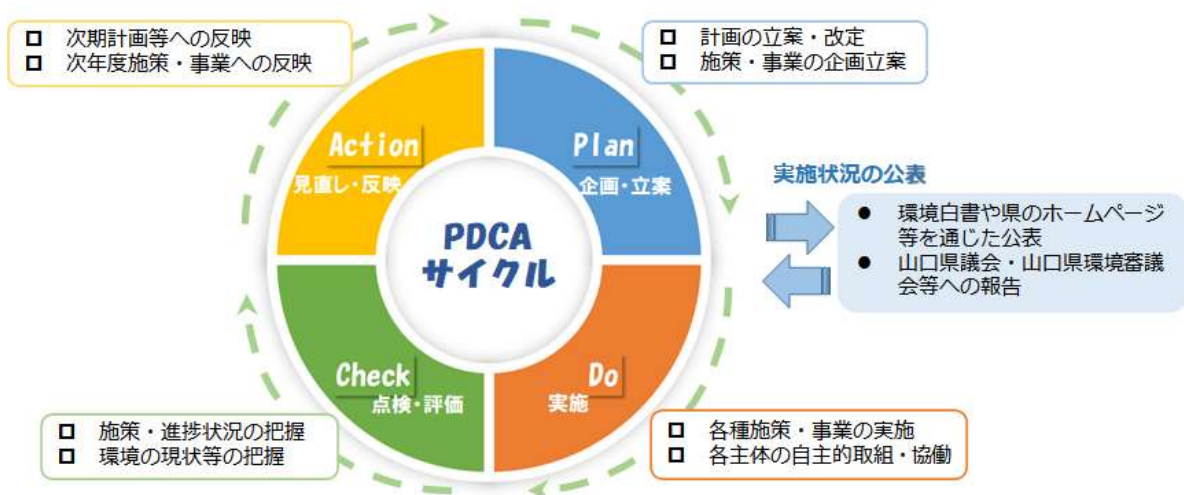 □ 次期計画等への反映
□ 次年度施策・事業への反映
□ 計画の立案・改定
□ 施策・事業の企画立案
Action
見直し・反映
Plan
企画・立案
PDCA
サイクル
実施状況の公表
● 環境白書や県のホームページ
等を通じた公表
● 山口県議会・山口県環境審議
会等への報告
Check
点検・評価
Do
実施
□ 施策・進捗状況の把握
□ 環境の現状等の把握
□ 各種施策・事業の実施
□ 各主体の自主的取組・協働